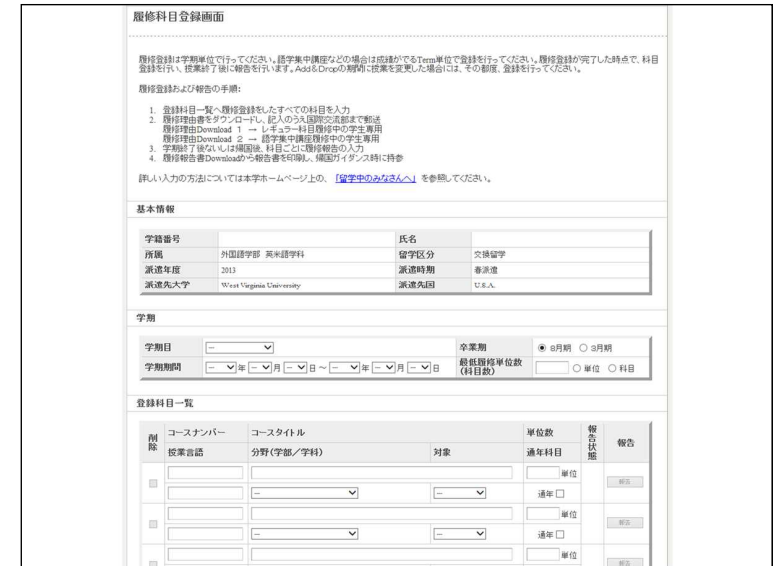 履修科目登録画面
履修登録は学期単位で行ってください。語学集中講座などの場合は成績がでるTerm単位で登録を行ってください。履修登録が完了した時点で、科目
登録を行い、授業終了後に報告を行います。Add&Dropの期間に授業を変更した場合には、その都度、登録を行ってください。
履修登録および報告の手順:
1. 登録科目一覧へ履修登録をしたすべての科目を入力
2. 履修理由書をダウンロードし、記入のうえ国際交流部まで郵送
履修理由Download 1 → レギュラー科目履修中の学生専用
履修理由Download 2 → 語学集中講座履修中の学生専用
3. 学期終了後ないしは帰国後、科目ごとに履修報告の入力
4. 履修報告書Downloadから報告書を印刷し、帰国ガイダンス時に持参
詳しい入力の方法については本学ホームページ上の、「留学中のみなさんへ」を参照してください。
基本情報
学籍番号 氏名
所属 外国語学部 英米語学科 留学区分 交換留学
派遣年度 2013 派遣時期 春派遣
派遣先大学 West Virginia University 派遣先国 U.S.A.
学期
学期目 -- 卒業期 8月期 3月期
学期期間 -- 年 -- 月 -- 日 ~ -- 年 -- 月 -- 日 最低履修単位数 単位 科目
(科目数)
登録科目一覧
削除 コースナンバー コースタイトル 単位数 報告状態 報告
授業言語 分野(学部/学科) 対象 通年科目
単位 報告
-- -- 通年
単位 報告
-- -- 通年
単位 報告